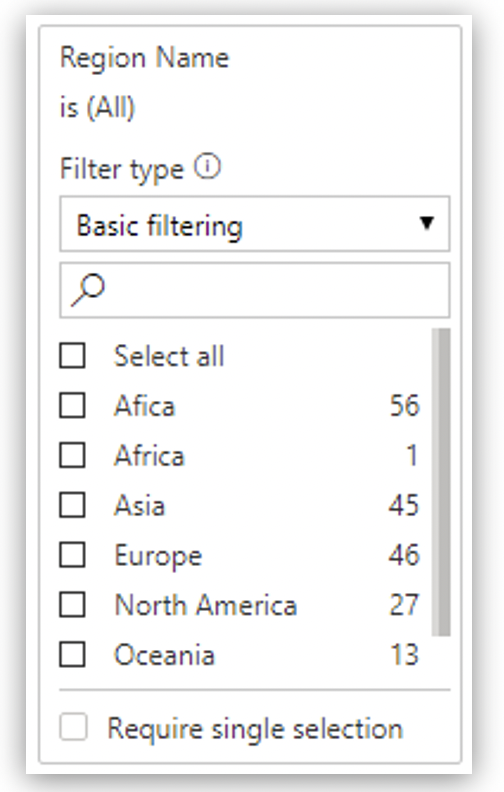 Region Name
is (All)
Filter type
Basic filtering
Select all
Afica 56
Africa 1
Asia 45
Europe 46
North America 27
Oceania 13
Require single selection